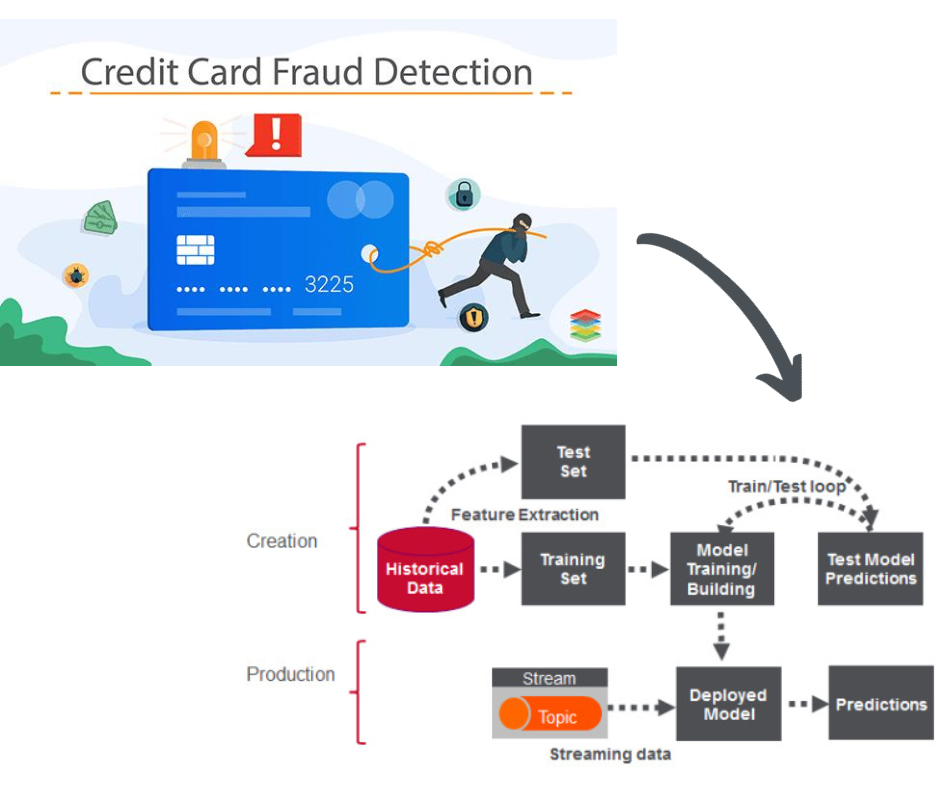 Credit Card Fraud Detection
!
•••• •••• •••• 3225
!
Test
Set
Train/Test loop
Feature Extraction
Creation
Historical
Data
Training
Set
Model
Training/
Building
Test Model
Predictions
Production
Stream
Topic
Deployed
Model
Predictions
Streaming data